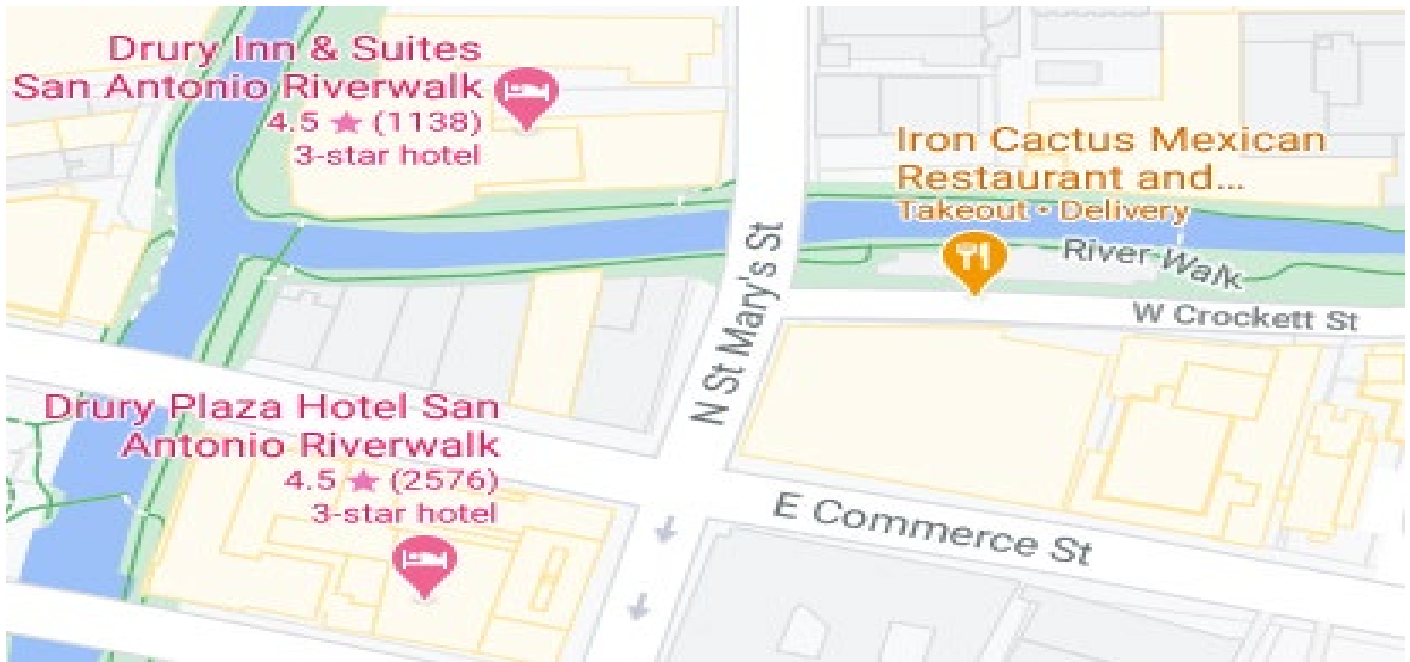 Drury Inn & Suites
San Antonio Riverwalk
4.5 ★ (1138)
3-star hotel
Iron Cactus Mexican
Restaurant and...
Takeout • Delivery
River Walk
N St Mary's St
W Crockett St
Drury Plaza Hotel San
Antonio Riverwalk
4.5 ★ (2576)
3-star hotel
E Commerce St